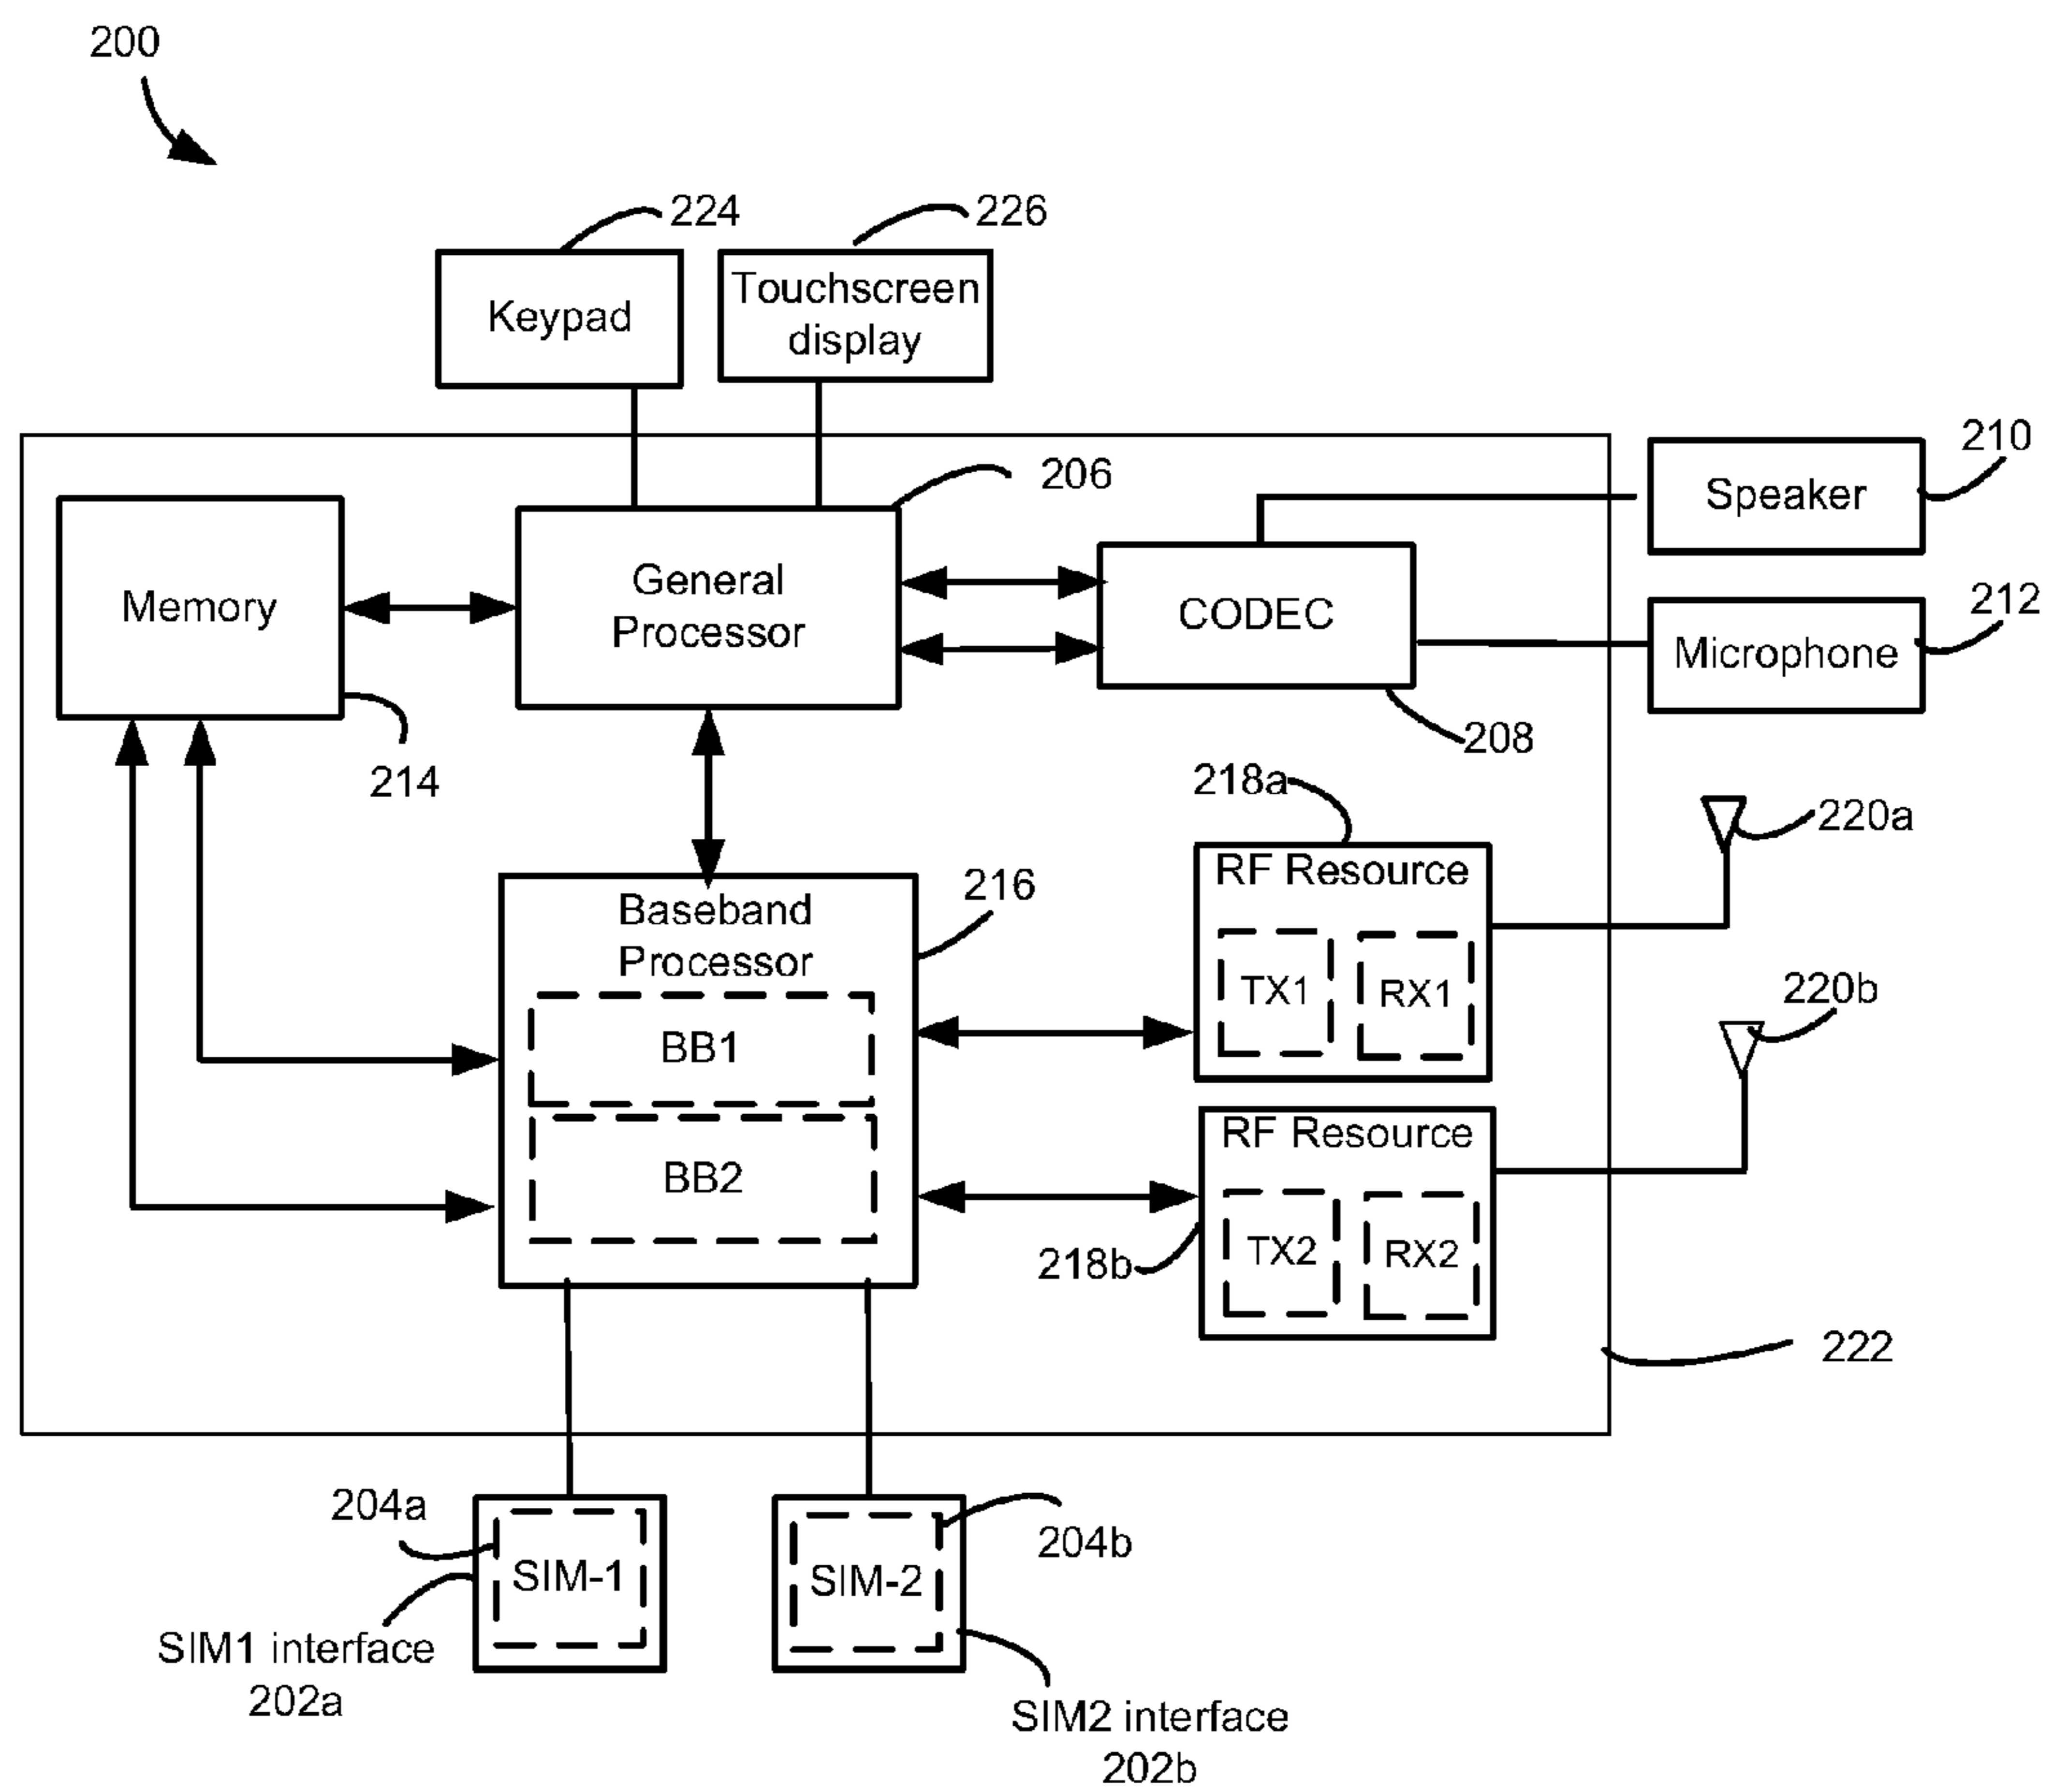 200
224
226
Keypad
Touchscreen
display
206
210
Speaker
Memory
General
Processor
CODEC
212
Microphone
214
208
218a
220a
RF Resource
TX1
RX1
216
Baseband
Processor
BB1
BB2
220b
RF Resource
TX2
RX2
218b
222
204a
SIM-1
SIM1 interface
202a
204b
SIM-2
SIM2 interface
202b